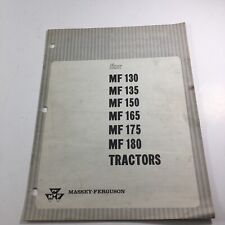 MF 130
MF 135
MF 150
MF 165
MF 175
MF 180
TRACTORS
MASSEY-FERGUSON